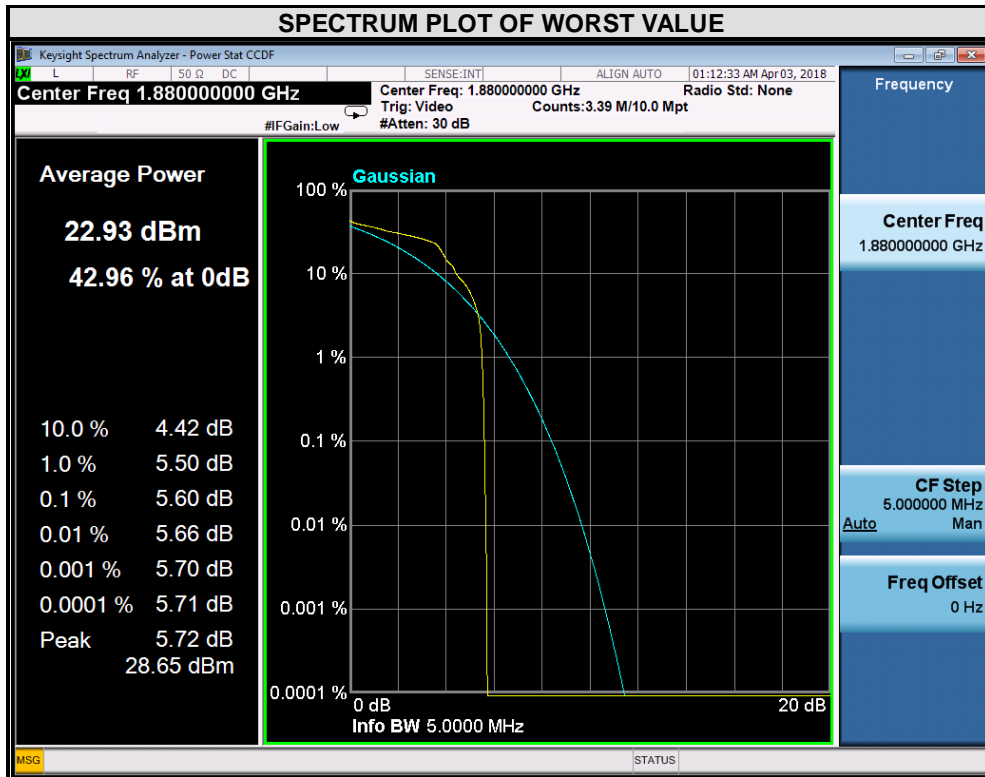 SPECTRUM PLOT OF WORST VALUE
Keysight Spectrum Analyzer - Power Stat CCDF
LXI L RF 50 Ω DC SENSE:INT ALIGN AUTO 01:12:33 AM Apr 03, 2018
Center Freq 1.880000000 GHz
Center Freq: 1.880000000 GHz Radio Std: None
Trig: Video Counts:3.39 M/10.0 Mpt
#IFGain:Low #Atten: 30 dB
Average Power
22.93 dBm
42.96 % at 0dB
10.0 % 4.42 dB
1.0 % 5.50 dB
0.1 % 5.60 dB
0.01 % 5.66 dB
0.001 % 5.70 dB
0.0001 % 5.71 dB
Peak 5.72 dB
28.65 dBm
Gaussian
100 %
10 %
1 %
0.1 %
0.01 %
0.001 %
0.0001 %
0 dB 20 dB
Info BW 5.0000 MHz
Frequency
Center Freq
1.880000000 GHz
CF Step
5.000000 MHz
Auto Man
Freq Offset
0 Hz
MSG STATUS